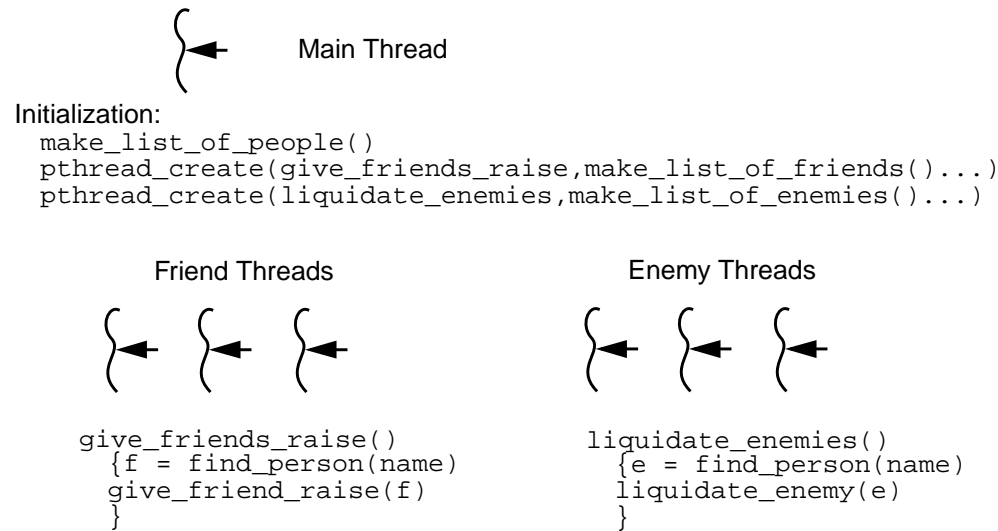 Main Thread
Initialization:
make_list_of_people()
pthread_create(give_friends_raise,make_list_of_friends()...)
pthread_create(liquidate_enemies,make_list_of_enemies()...)
Friend Threads
Enemy Threads
give_friends_raise()
{f = find_person(name)
give_friend_raise(f)
}
liquidate_enemies()
{e = find_person(name)
liquidate_enemy(e)
}